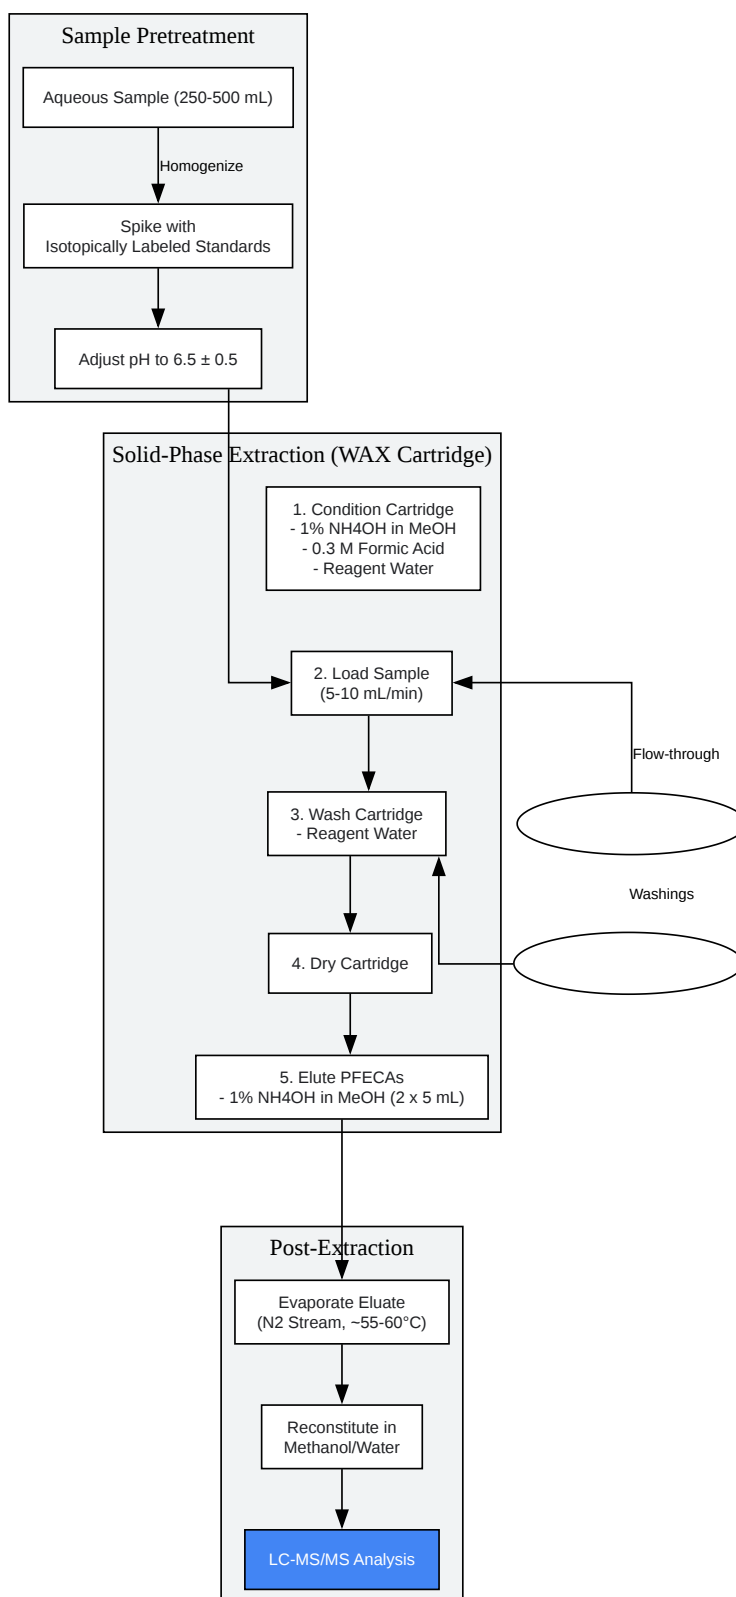 Sample Pretreatment
Aqueous Sample (250-500 mL)
Homogenize
Spike with
Isotopically Labeled Standards
Adjust pH to 6.5 ± 0.5
Solid-Phase Extraction (WAX Cartridge)
1. Condition Cartridge
- 1% NH4OH in MeOH
- 0.3 M Formic Acid
- Reagent Water
2. Load Sample
(5-10 mL/min)
Flow-through
3. Wash Cartridge
- Reagent Water
Washings
4. Dry Cartridge
5. Elute PFECAs
- 1% NH4OH in MeOH (2 x 5 mL)
Post-Extraction
Evaporate Eluate
(N2 Stream, ~55-60°C)
Reconstitute in
Methanol/Water
LC-MS/MS Analysis